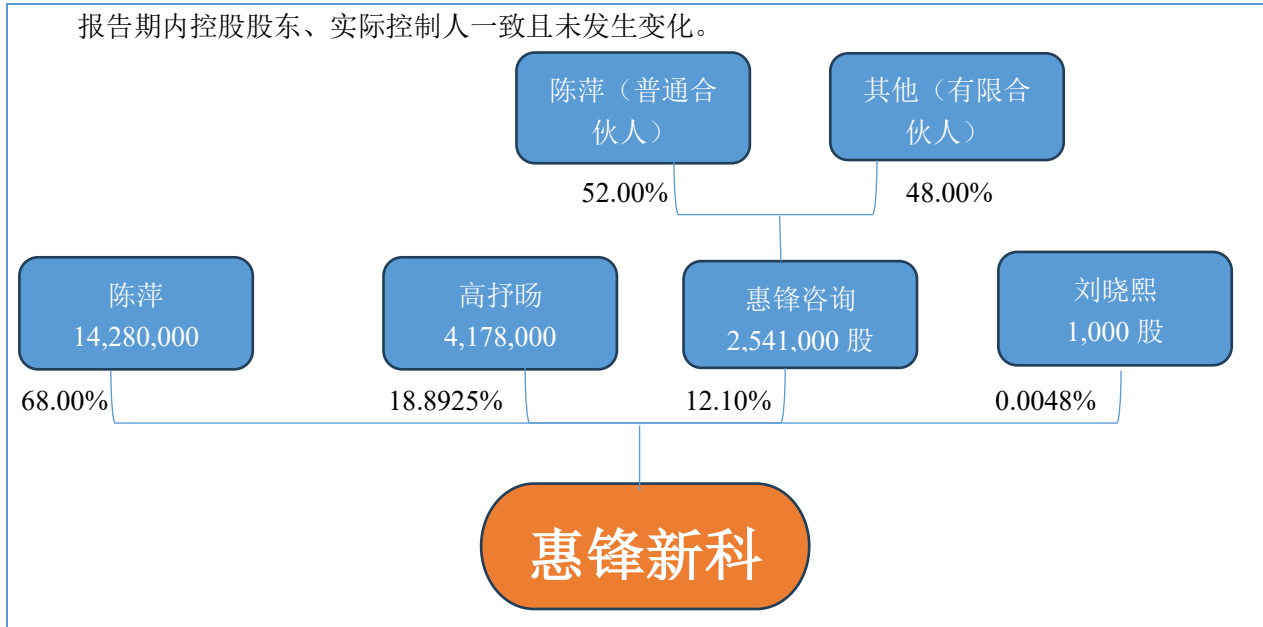 报告期内控股股东、实际控制人一致且未发生变化。
陈萍（普通合
伙人）
其他（有限合
伙人）
52.00%
48.00%
陈萍
14,280,000
高抒旸
4,178,000
惠锋咨询
2,541,000 股
刘晓熙
1,000 股
68.00%
18.8925%
12.10%
0.0048%
惠锋新科